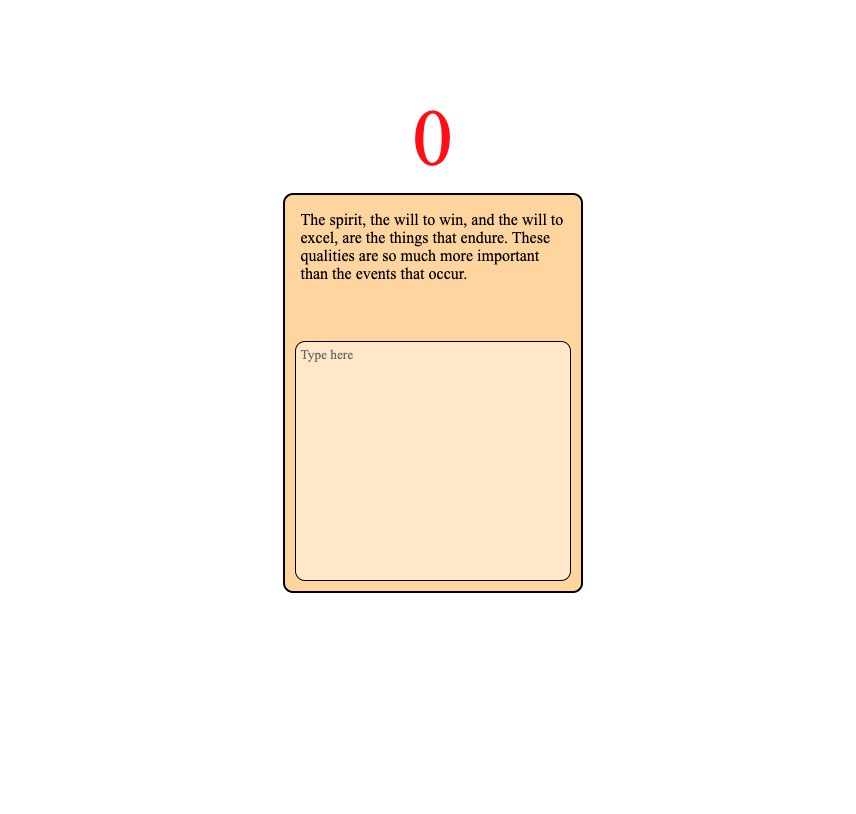 0
The spirit, the will to win, and the will to
excel, are the things that endure. These
qualities are so much more important
than the events that occur.
Type here